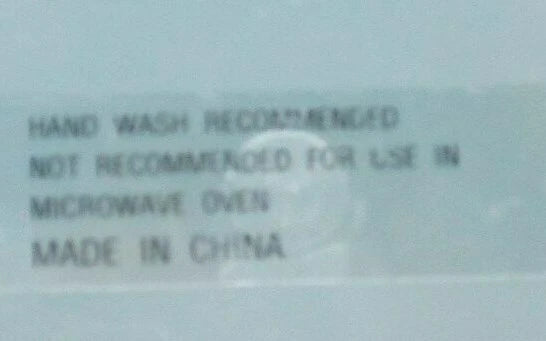 HAND WASH RECOMMENDED
NOT RECOMMENDED FOR USE IN
MICROWAVE OVEN
MADE IN CHINA